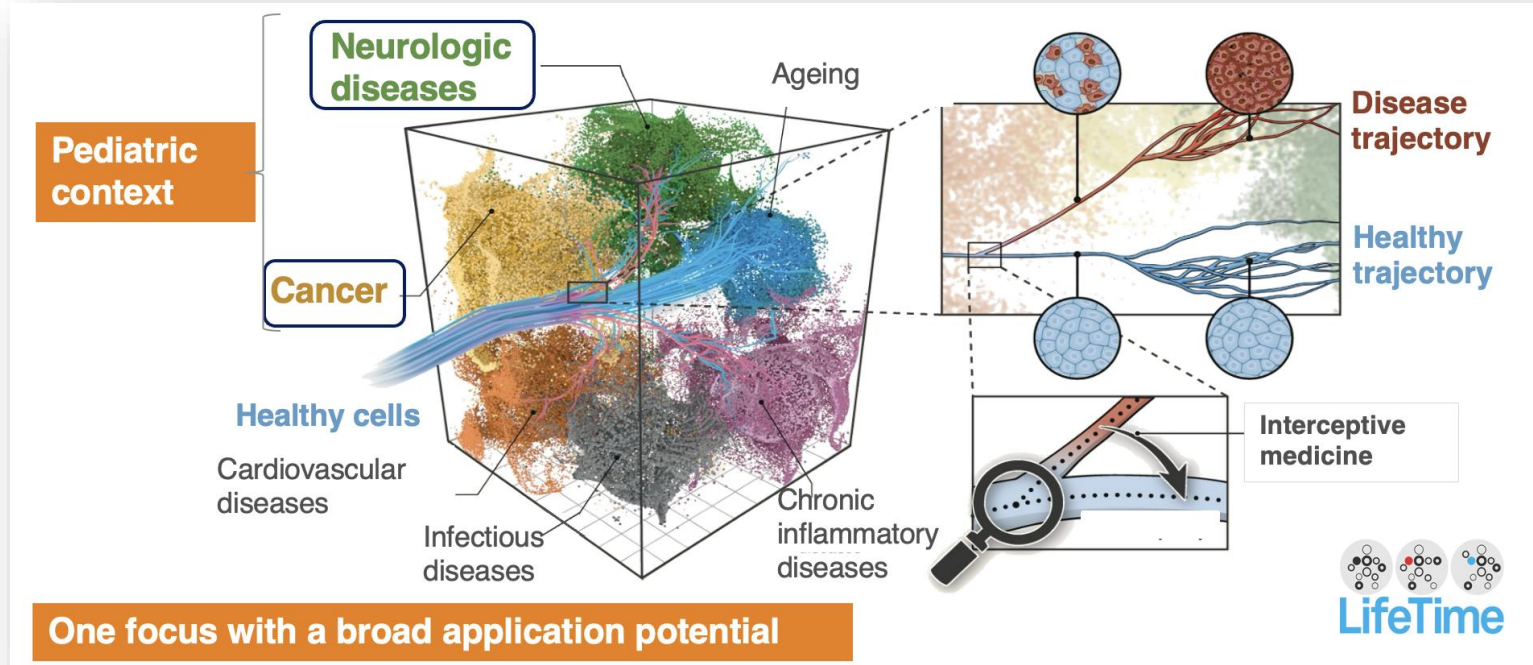 Neurologic
diseases
Ageing
Pediatric
context
Cancer
Disease
trajectory
Healthy
trajectory
Healthy cells
Cardiovascular
diseases
Infectious
diseases
Chronic
inflammatory
diseases
Interceptive
medicine
LifeTime
One focus with a broad application potential